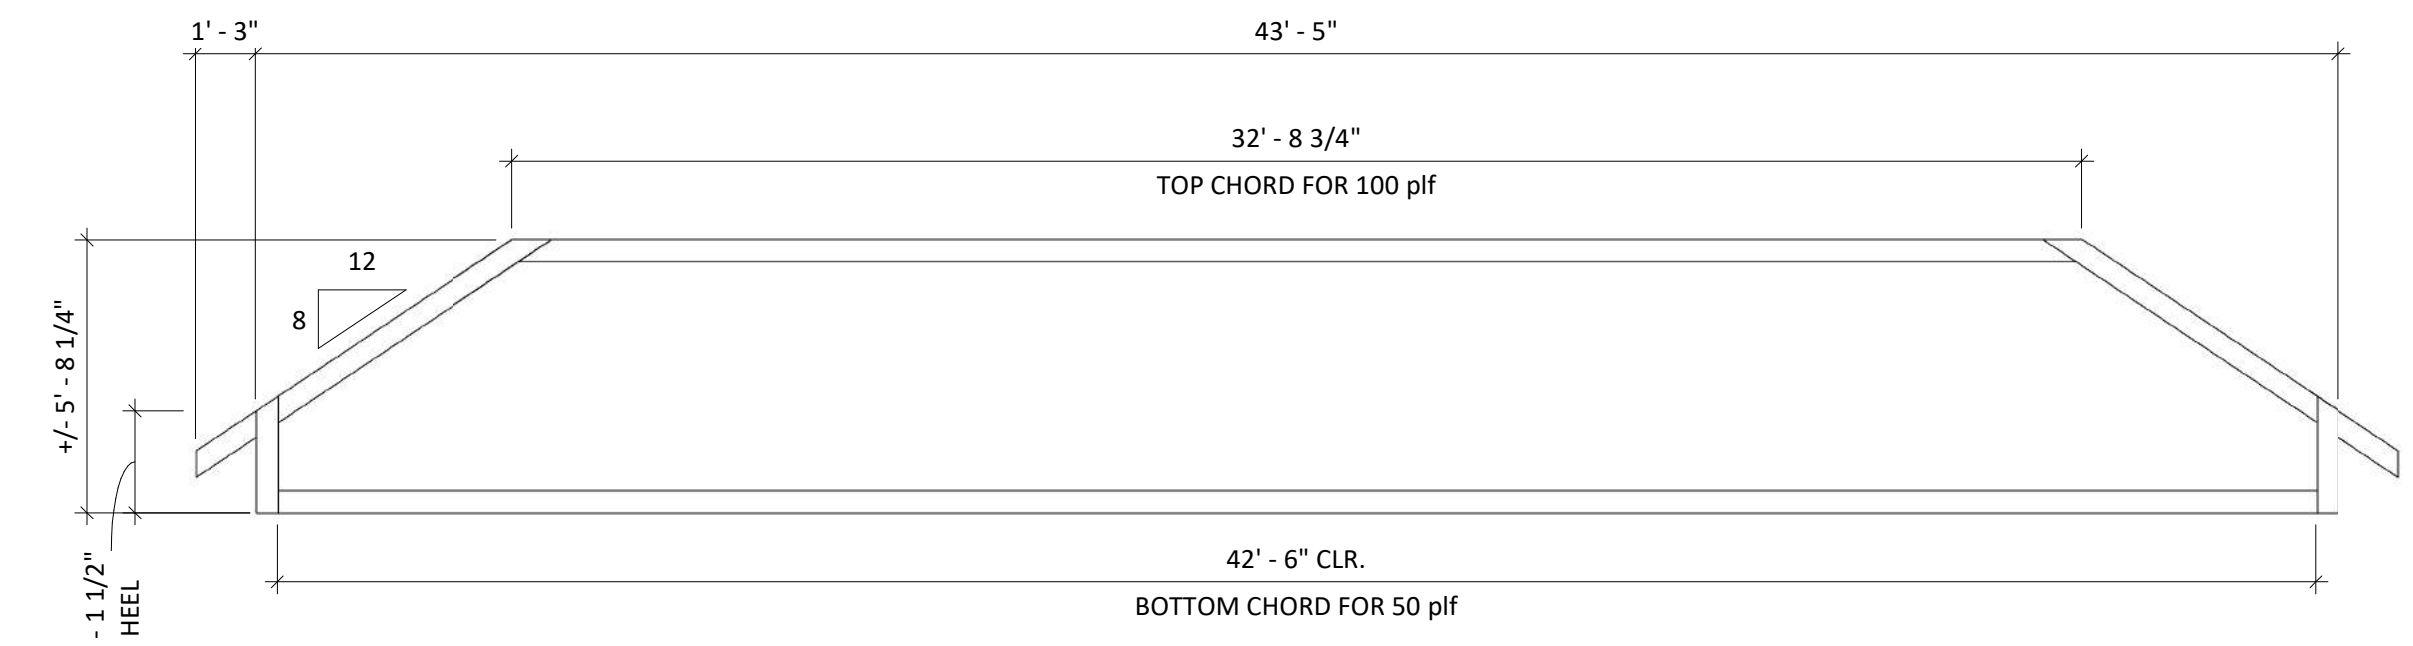 1' - 3"
43' - 5"
32' - 8 3/4"
TOP CHORD FOR 100 plf
12
8
+/- 5' - 8 1/4"
- 1 1/2"
HEEL
42' - 6" CLR.
BOTTOM CHORD FOR 50 plf